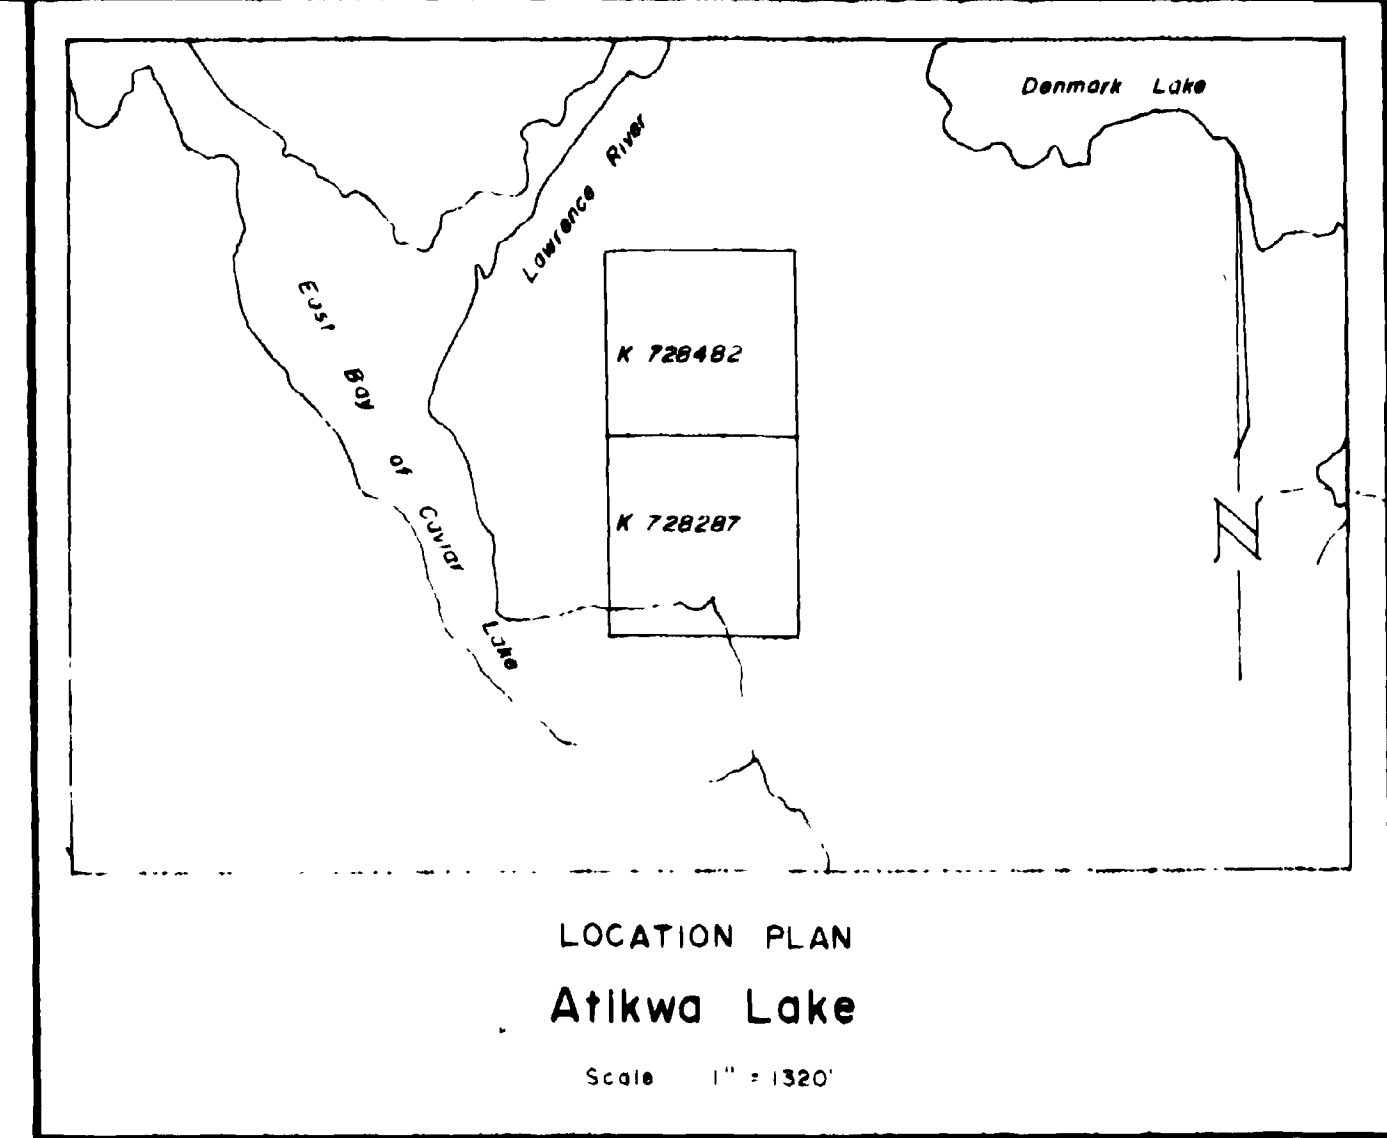 Denmark Lake
Lawrence River
East Bay of Caviar Lake
K 728482
K 728287
N
LOCATION PLAN
Atikwa Lake
Scale 1" = 1320'